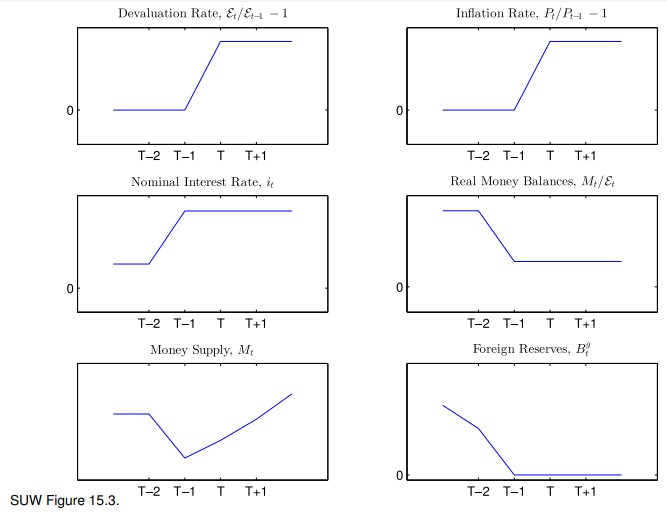 Devaluation Rate, ℰt/ℰt−1 − 1
0
T−2 T−1 T T+1
Inflation Rate, Pt/Pt−1 − 1
0
T−2 T−1 T T+1
Nominal Interest Rate, it
0
T−2 T−1 T T+1
Real Money Balances, Mt/ℰt
0
T−2 T−1 T T+1
Money Supply, Mt
T−2 T−1 T T+1
Foreign Reserves, Bᵍt
0
T−2 T−1 T T+1
SUW Figure 15.3.